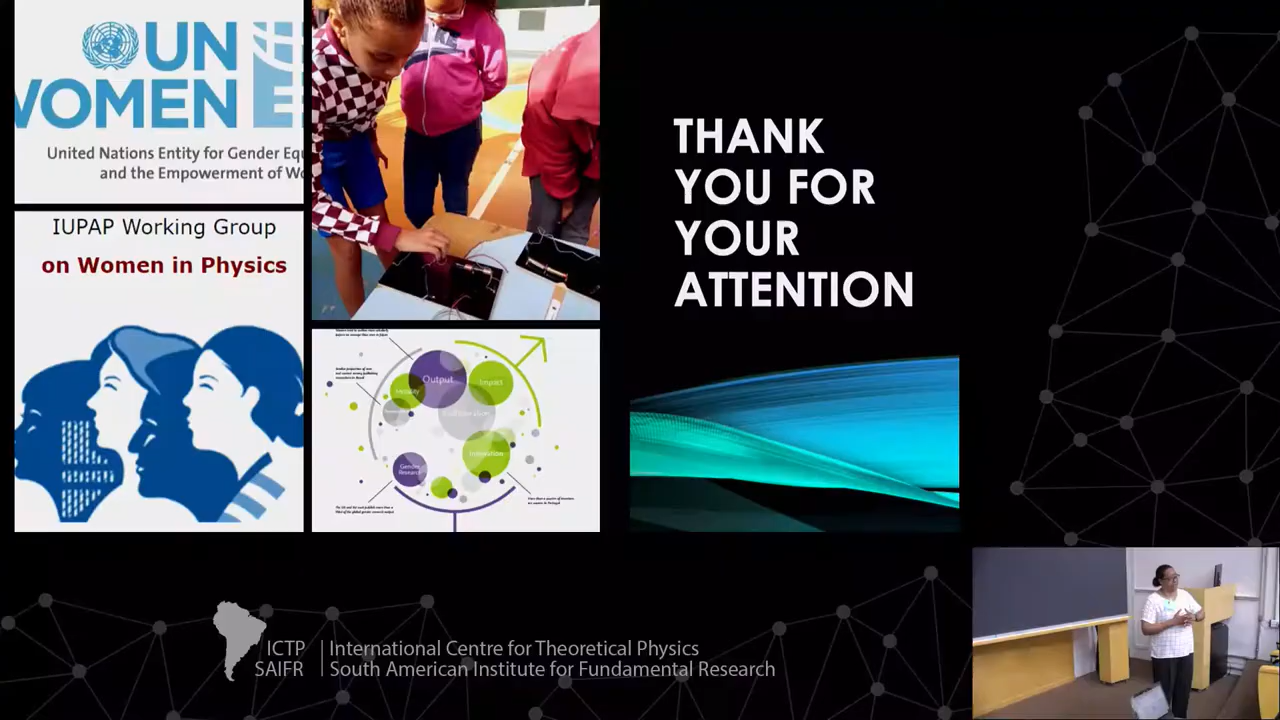 UN
WOMEN
United Nations Entity for Gender Equ
and the Empowerment of Wo
IUPAP Working Group
on Women in Physics
Output
Impact
Gender
Research
THANK
YOU FOR
YOUR
ATTENTION
ICTP
SAIFR
International Centre for Theoretical Physics
South American Institute for Fundamental Research